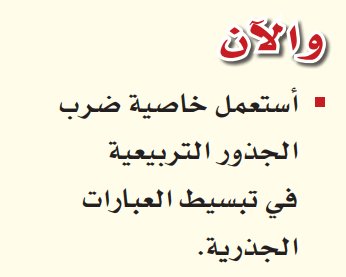 والآن
أستعمل خاصية ضرب
الجذور التربيعية
في تبسيط العبارات
الجذرية.